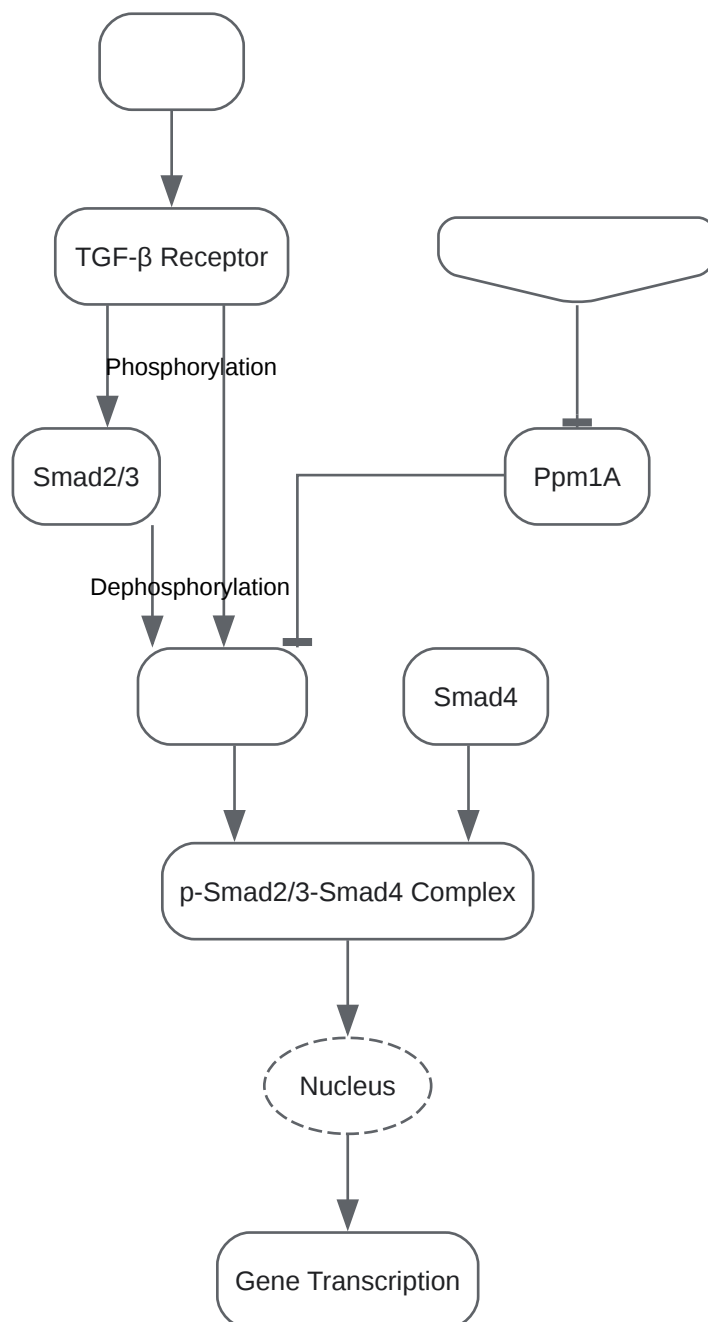 TGF-β Receptor
Phosphorylation
Smad2/3
Ppm1A
Dephosphorylation
Smad4
p-Smad2/3-Smad4 Complex
Nucleus
Gene Transcription